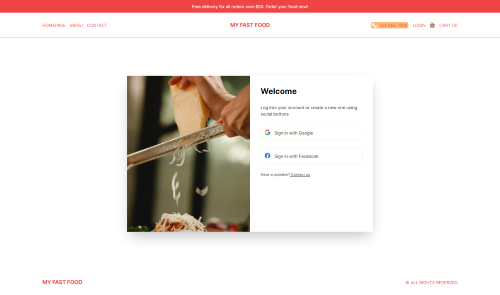 Free delivery for all orders over $50. Order your food now!
HOMEPAGE MENU CONTACT
MY FAST FOOD
123 456 7890
LOGIN
CART (3)
Welcome
Log into your account or create a new one using
social buttons
Sign in with Google
Sign in with Facebook
Have a problem? Contact us
MY FAST FOOD
© ALL RIGHTS RESERVED